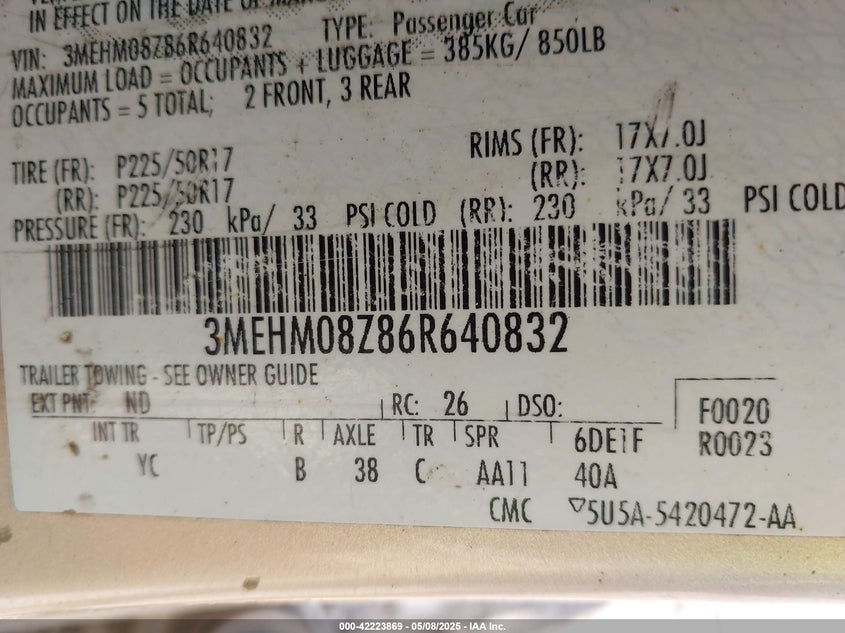 IN EFFECT ON THE DATE OF
VIN: 3MEHM08Z86R640832 TYPE: Passenger Car
MAXIMUM LOAD = OCCUPANTS + LUGGAGE = 385KG/ 850LB
OCCUPANTS = 5 TOTAL; 2 FRONT, 3 REAR
TIRE (FR): P225/50R17 RIMS (FR): 17X7.0J
(RR): P225/50R17 (RR): 17X7.0J
PRESSURE (FR): 230 kPa/ 33 PSI COLD (RR): 230 kPa/ 33 PSI COLD
3MEHM08Z86R640832
TRAILER TOWING - SEE OWNER GUIDE
EXT PNT: ND RC: 26 DSO: F0020
INT TR TP/PS R AXLE TR SPR 6DE1F R0023
YC B 38 C AA11 40A
CMC ▽5U5A-5420472-AA
000-42223869 - 05/08/2025 - IAA Inc.